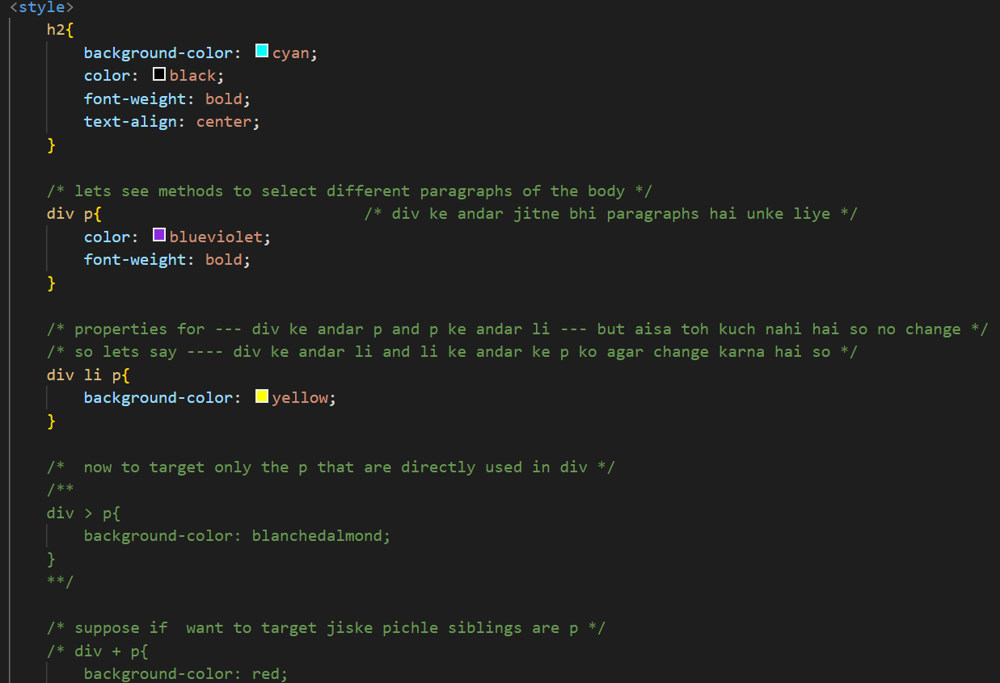 <style>
h2{
background-color: cyan;
color: black;
font-weight: bold;
text-align: center;
}
/* lets see methods to select different paragraphs of the body */
div p{ /* div ke andar jitne bhi paragraphs hai unke liye */
color: blueviolet;
font-weight: bold;
}
/* properties for --- div ke andar p and p ke andar li --- but aisa toh kuch nahi hai so no change */
/* so lets say ---- div ke andar li and li ke andar ke p ko agar change karna hai so */
div li p{
background-color: yellow;
}
/*  now to target only the p that are directly used in div */
/**
div > p{
background-color: blanchedalmond;
}
**/
/* suppose if  want to target jiske pichle siblings are p */
/* div + p{
background-color: red;